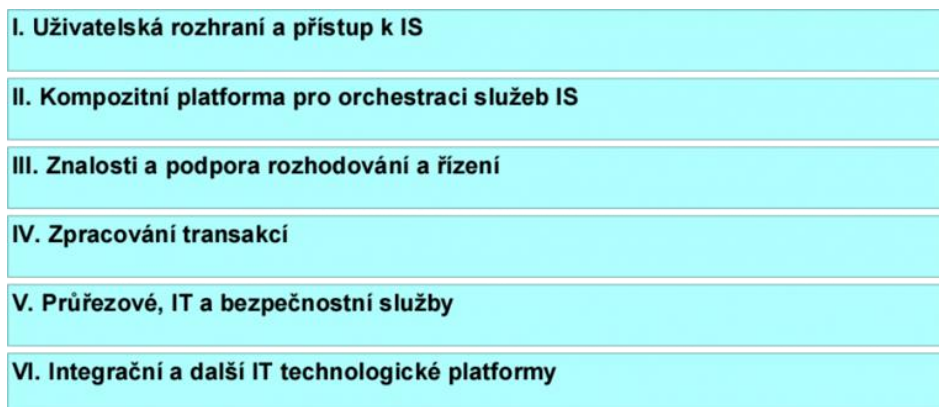 I. Uživatelská rozhraní a přístup k IS
II. Kompozitní platforma pro orchestraci služeb IS
III. Znalosti a podpora rozhodování a řízení
IV. Zpracování transakcí
V. Průřezové, IT a bezpečnostní služby
VI. Integrační a další IT technologické platformy